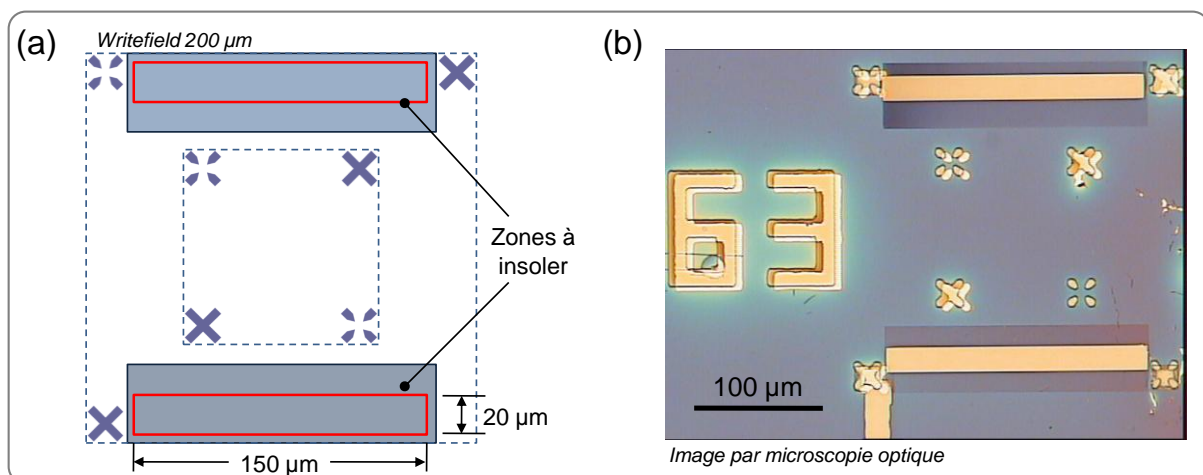 (a)
Writefield 200 µm
Zones à
insoler
20 µm
150 µm
(b)
63
100 µm
Image par microscopie optique